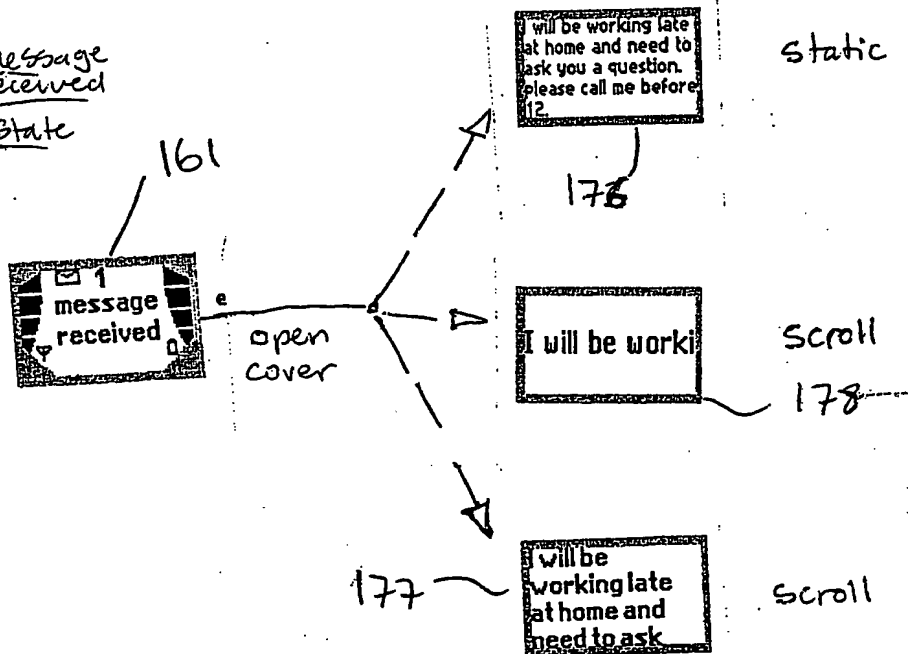 message
received
state
161
1
message
received
e
open
cover
I will be working late
at home and need to
ask you a question.
please call me before
12.
static
176
I will be worki
scroll
178
I will be
working late
at home and
need to ask
177
scroll